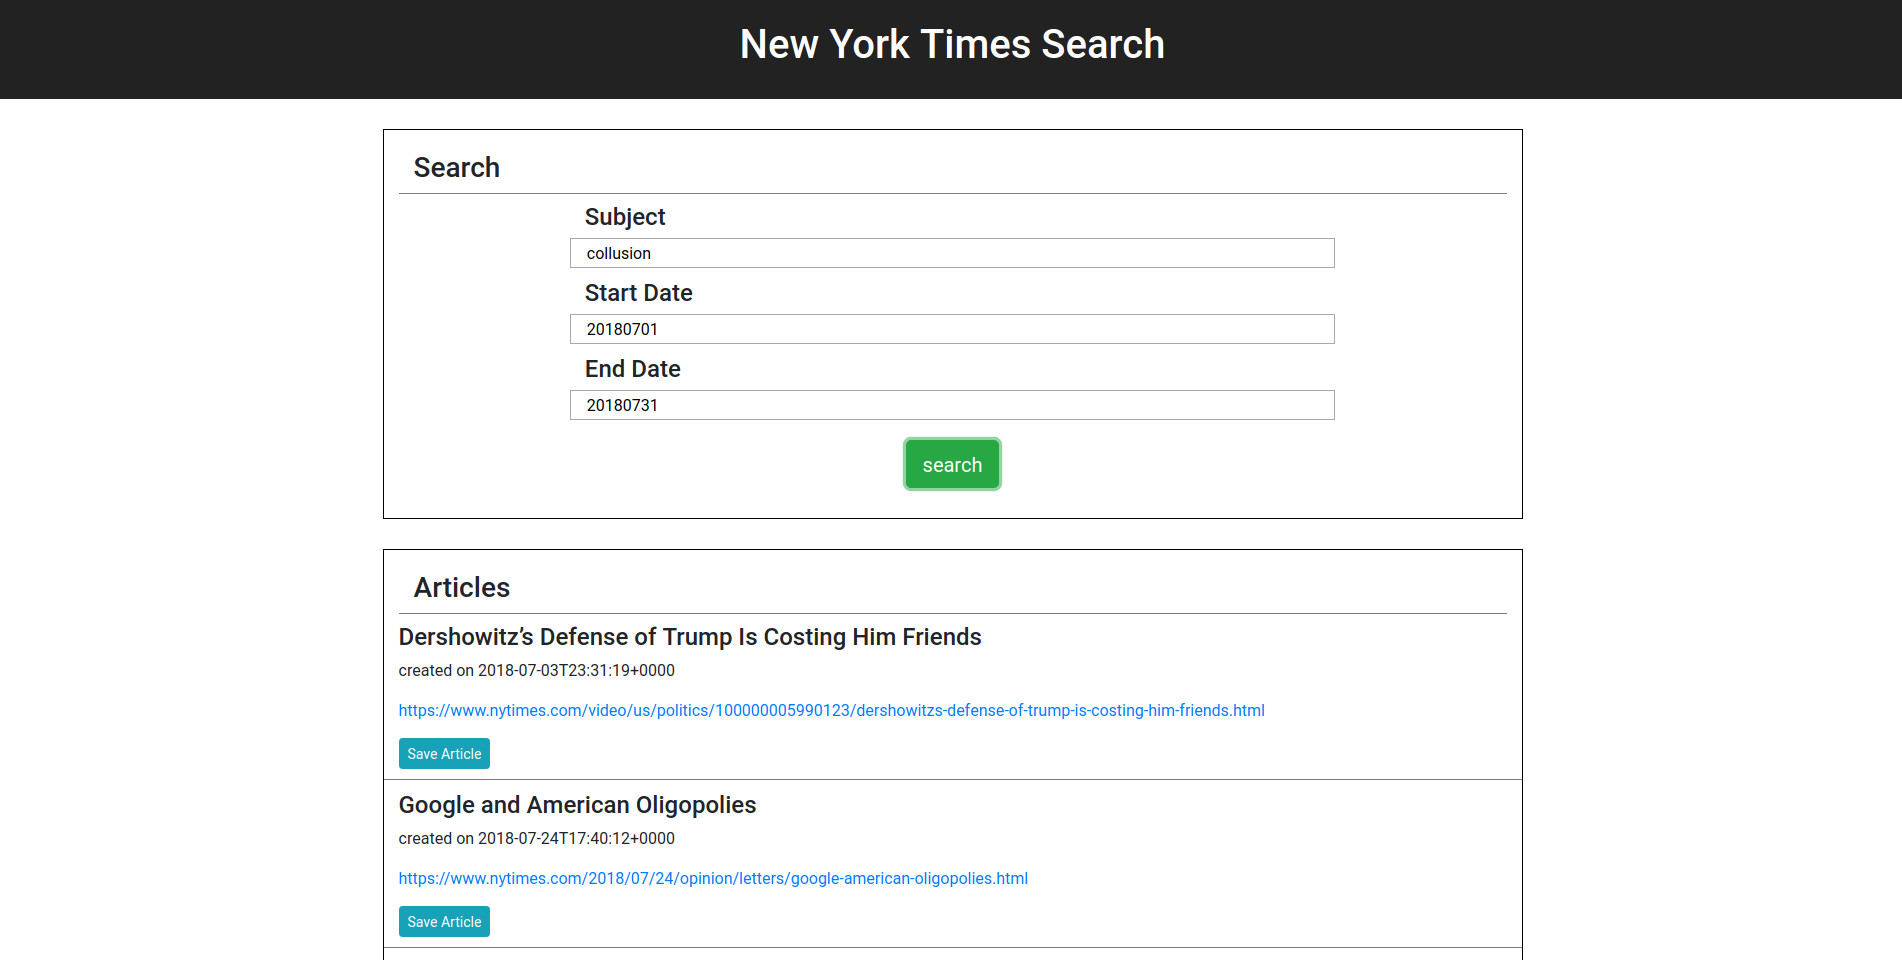 New York Times Search
Search
Subject
collusion
Start Date
20180701
End Date
20180731
search
Articles
Dershowitz’s Defense of Trump Is Costing Him Friends
created on 2018-07-03T23:31:19+0000
https://www.nytimes.com/video/us/politics/100000005990123/dershowitzs-defense-of-trump-is-costing-him-friends.html
Save Article
Google and American Oligopolies
created on 2018-07-24T17:40:12+0000
https://www.nytimes.com/2018/07/24/opinion/letters/google-american-oligopolies.html
Save Article